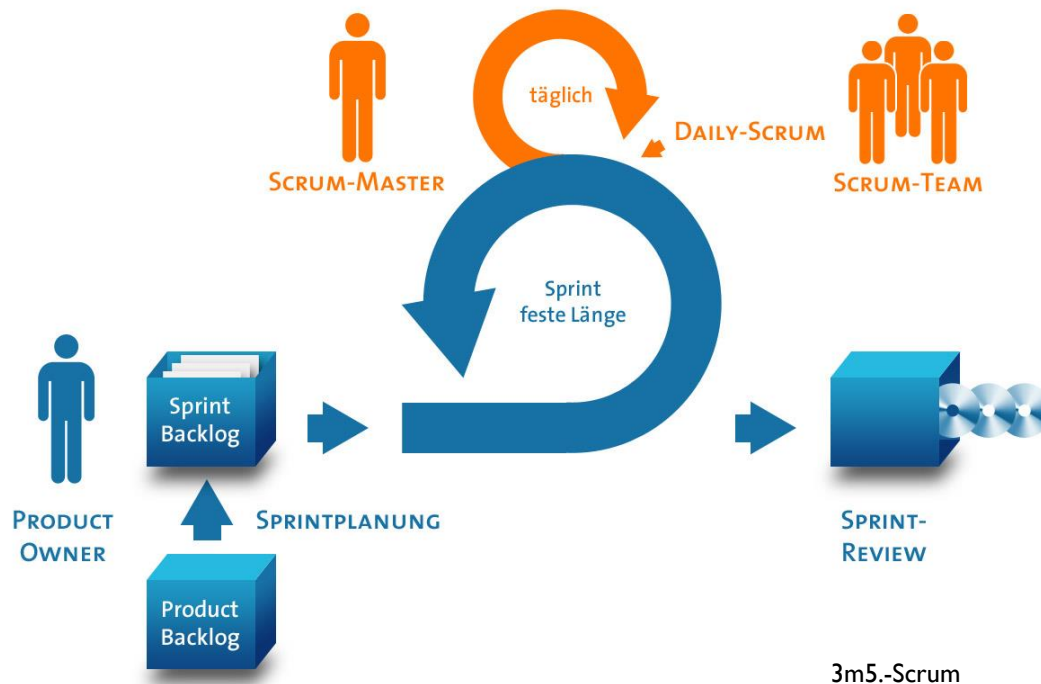 täglich
Daily-Scrum
Scrum-Master
Scrum-Team
Sprint
feste Länge
Sprint
Backlog
Product
Owner
Sprintplanung
Sprint-
Review
Product
Backlog
3m5.-Scrum